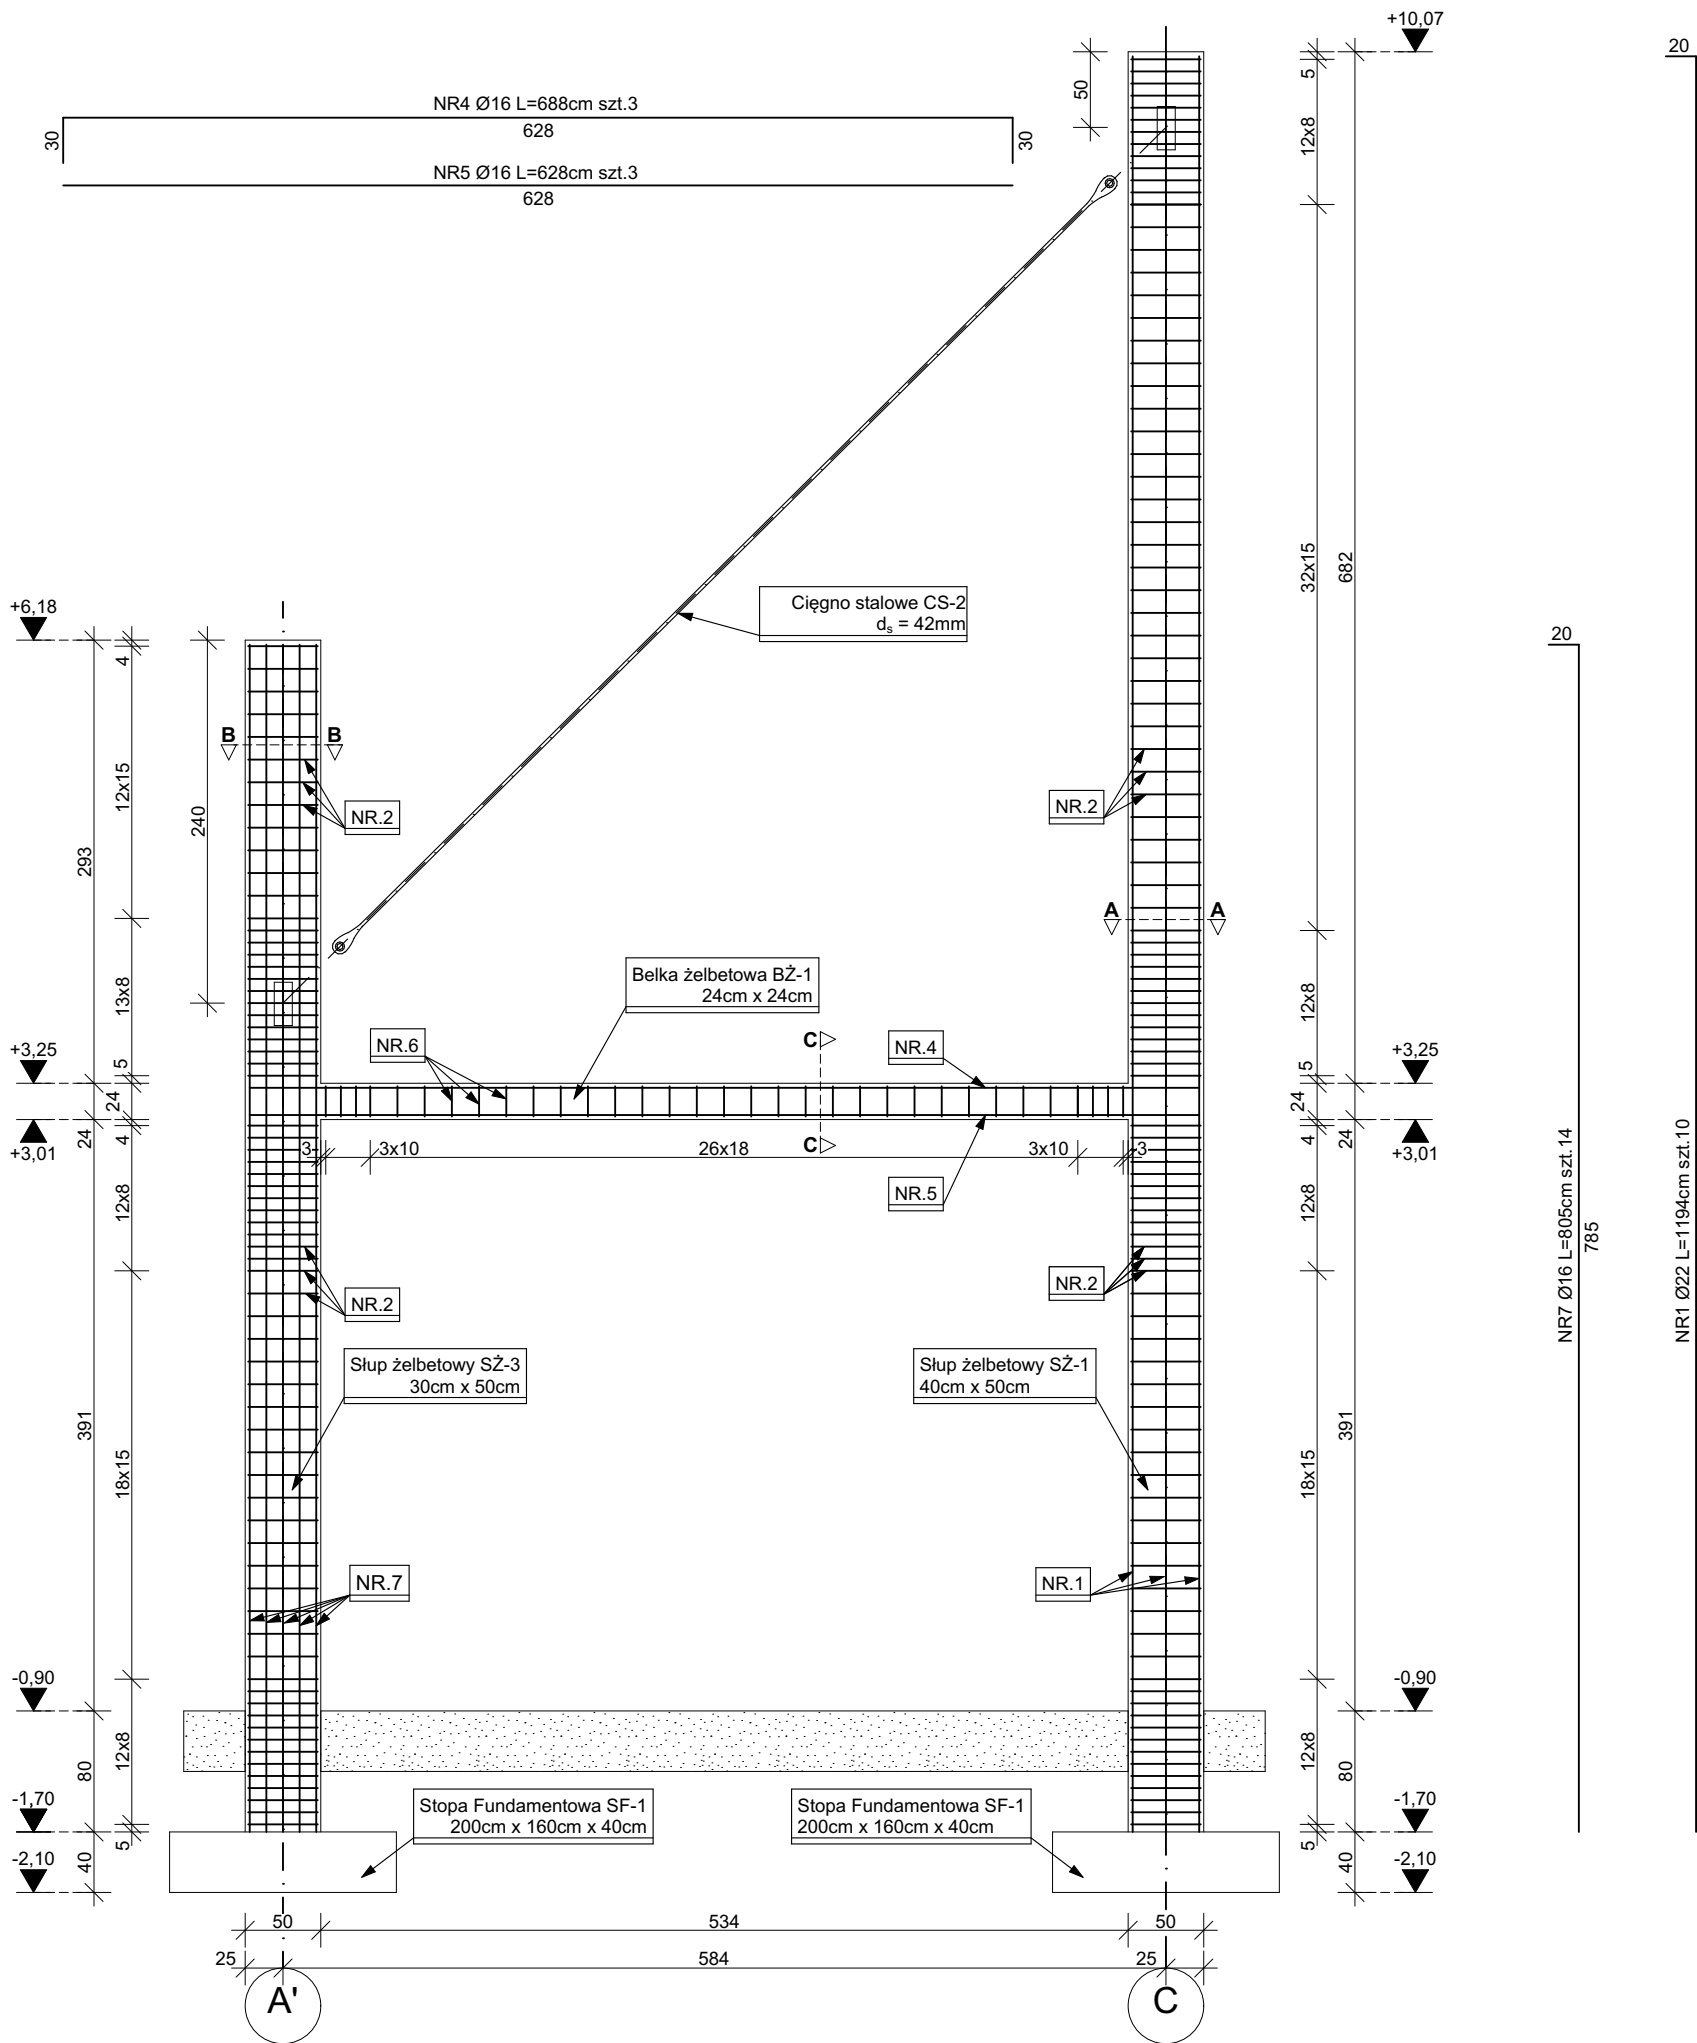 +10,07
20
5
50
12x8
NR4 Ø16 L=688cm szt.3
628
30
30
NR5 Ø16 L=628cm szt.3
628
32x15
682
Cięgno stalowe CS-2
dₛ = 42mm
+6,18
20
4
B
B
12x15
240
293
NR.2
NR.2
A
A
Belka żelbetowa BŻ-1
24cm x 24cm
13x8
12x8
C
NR.6
NR.4
+3,25
+3,25
5
5
24
24
24
24
4
4
+3,01
+3,01
3
3x10
26x18
C
3x10
3
12x8
12x8
NR.5
NR.2
NR.2
NR7 Ø16 L=805cm szt.14
785
NR1 Ø22 L=1194cm szt.10
Słup żelbetowy SŻ-3
30cm x 50cm
Słup żelbetowy SŻ-1
40cm x 50cm
391
391
18x15
18x15
NR.7
NR.1
-0,90
-0,90
12x8
12x8
80
80
-1,70
-1,70
Stopa Fundamentowa SF-1
200cm x 160cm x 40cm
Stopa Fundamentowa SF-1
200cm x 160cm x 40cm
5
5
40
40
-2,10
-2,10
50
534
50
25
584
25
A'
C